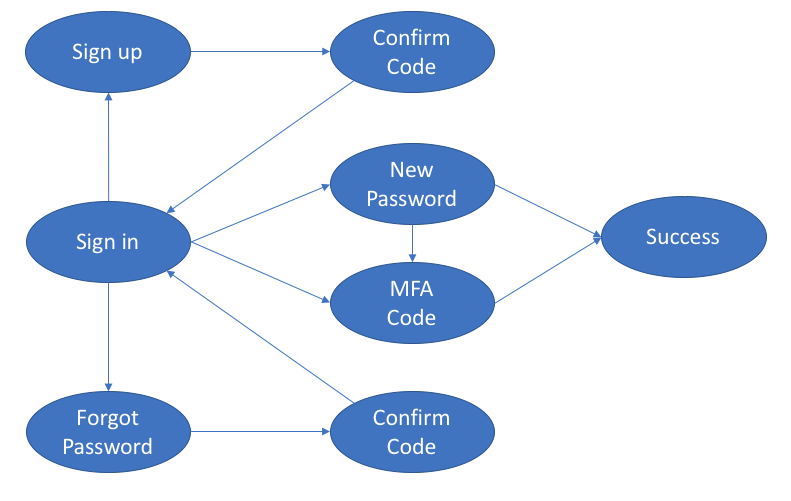 Sign up
Confirm
Code
New
Password
Sign in
Success
MFA
Code
Forgot
Password
Confirm
Code